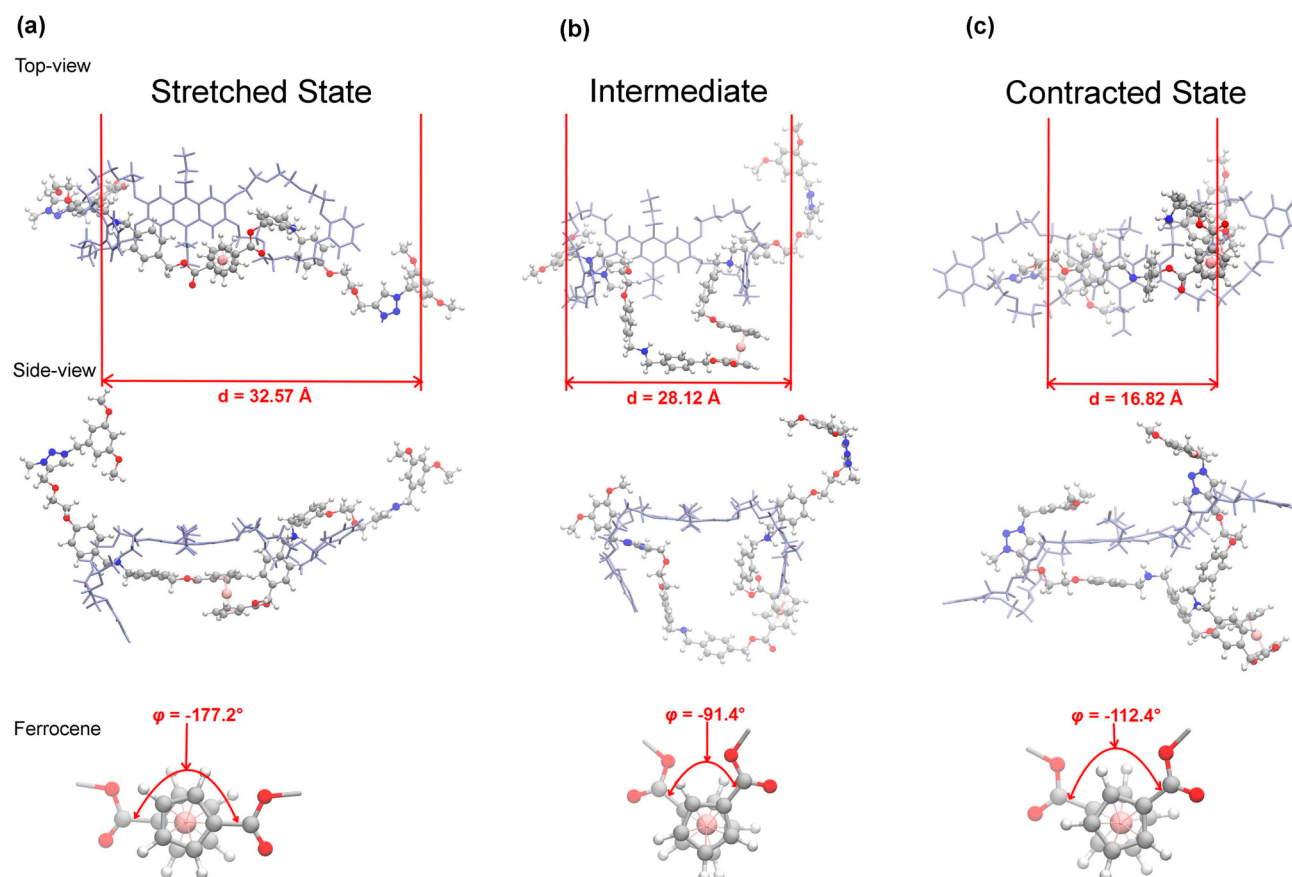 (a)
(b)
(c)
Top-view
Stretched State
Intermediate
Contracted State
Side-view
d = 32.57 Å
d = 28.12 Å
d = 16.82 Å
Ferrocene
φ = -177.2°
φ = -91.4°
φ = -112.4°